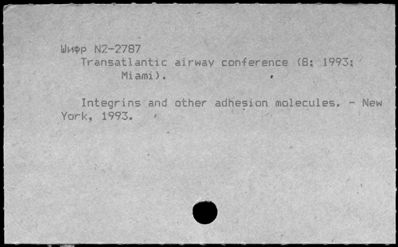 Шифр N2-2787
Transatlantic airway conference (8; 1993;
Miami).
Integrins and other adhesion molecules. - New
York, 1993.